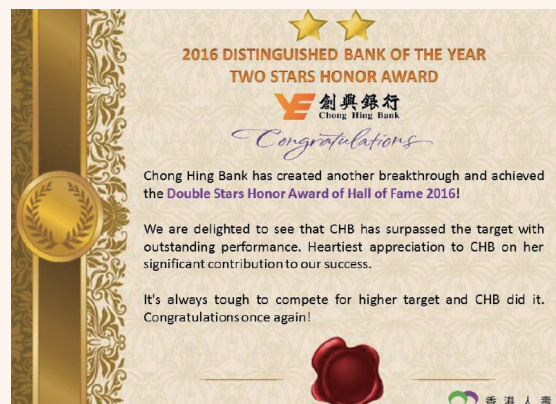 2016 DISTINGUISHED BANK OF THE YEAR
TWO STARS HONOR AWARD
創興銀行
Chong Hing Bank
Congratulations
Chong Hing Bank has created another breakthrough and achieved
the Double Stars Honor Award of Hall of Fame 2016!
We are delighted to see that CHB has surpassed the target with
outstanding performance. Heartiest appreciation to CHB on her
significant contribution to our success.
It's always tough to compete for higher target and CHB did it.
Congratulations once again!
香港人壽